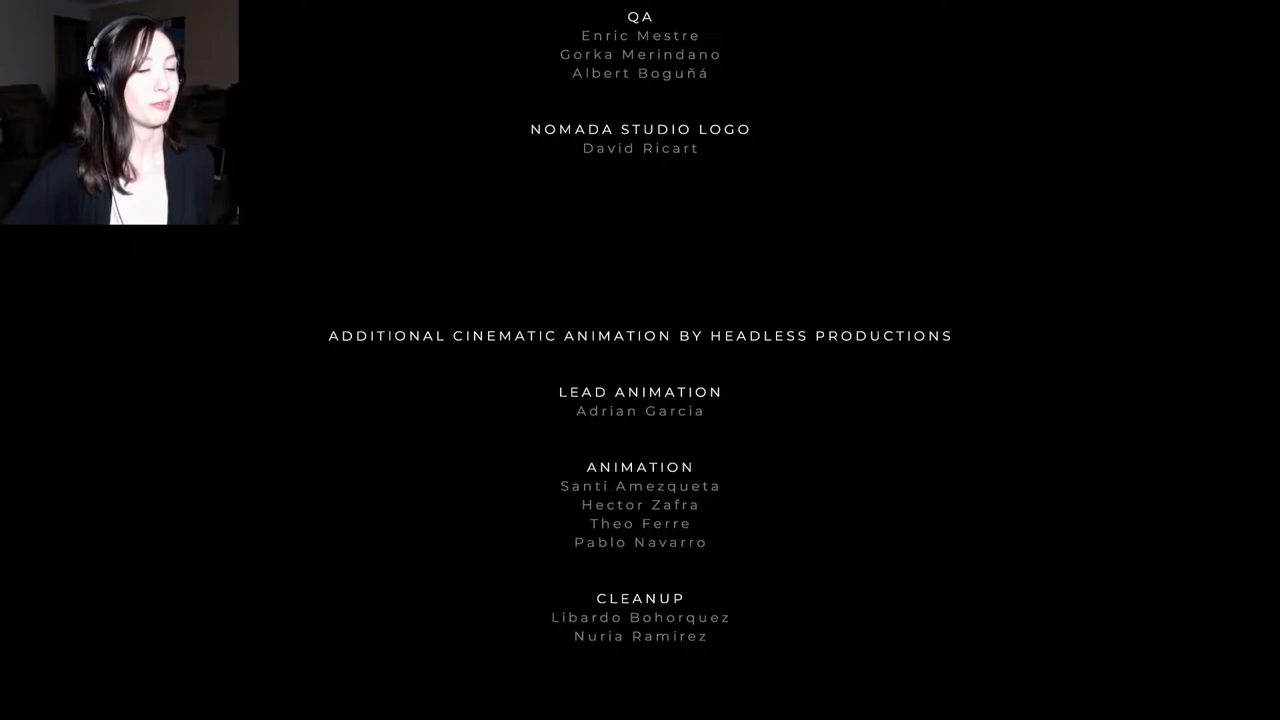 QA
Enric Mestre
Gorka Merindano
Albert Boguñá
NOMADA STUDIO LOGO
David Ricart
ADDITIONAL CINEMATIC ANIMATION BY HEADLESS PRODUCTIONS
LEAD ANIMATION
Adrian Garcia
ANIMATION
Santi Amezqueta
Hector Zafra
Theo Ferre
Pablo Navarro
CLEANUP
Libardo Bohorquez
Nuria Ramirez